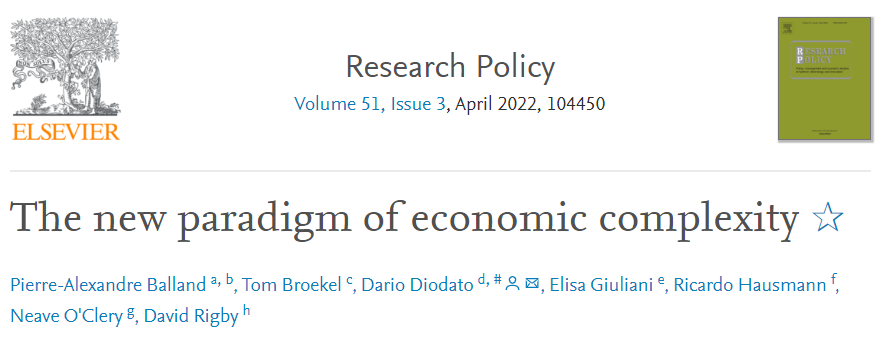 ELSEVIER
Research Policy
Volume 51, Issue 3, April 2022, 104450
RESEARCH
POLICY
The new paradigm of economic complexity ☆
Pierre-Alexandre Balland a, b, Tom Broekel c, Dario Diodato d, #, Elisa Giuliani e, Ricardo Hausmann f,
Neave O'Clery g, David Rigby h